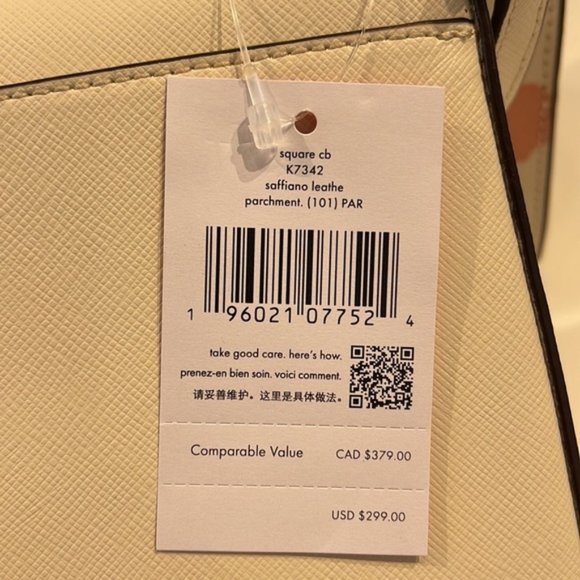 square cb
K7342
saffiano leathe
parchment. (101) PAR
1 96021 07752 4
take good care. here's how.
prenez-en bien soin. voici comment.
请妥善维护。这里是具体做法。
Comparable Value CAD $379.00
USD $299.00